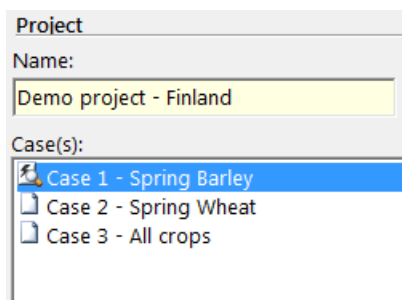 Project
Name:
Demo project - Finland
Case(s):
Case 1 - Spring Barley
Case 2 - Spring Wheat
Case 3 - All crops